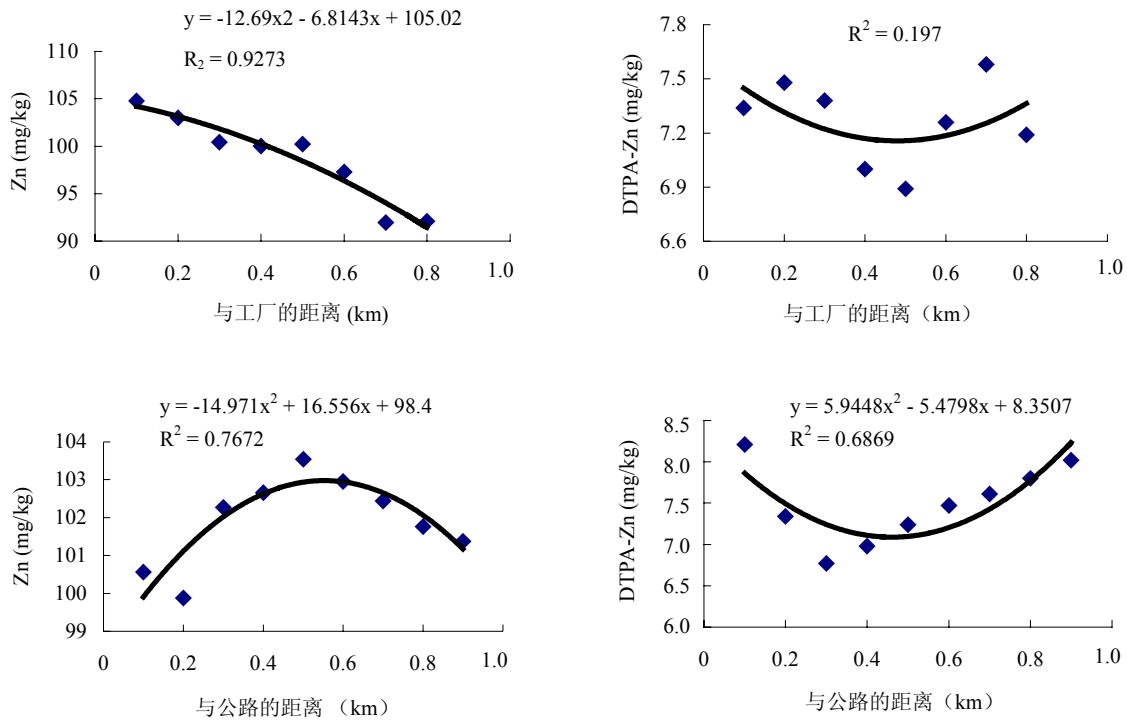 y = -12.69x2 - 6.8143x + 105.02
R₂ = 0.9273
Zn (mg/kg)
110
105
100
95
90
0 0.2 0.4 0.6 0.8 1.0
与工厂的距离 (km)
R² = 0.197
DTPA-Zn (mg/kg)
7.8
7.5
7.2
6.9
6.6
0 0.2 0.4 0.6 0.8 1.0
与工厂的距离（km）
y = -14.971x² + 16.556x + 98.4
R² = 0.7672
Zn (mg/kg)
104
103
102
101
100
99
0 0.2 0.4 0.6 0.8 1.0
与公路的距离 （km）
y = 5.9448x² - 5.4798x + 8.3507
R² = 0.6869
DTPA-Zn (mg/kg)
8.5
8.0
7.5
7.0
6.5
6.0
0 0.2 0.4 0.6 0.8 1.0
与公路的距离（km）